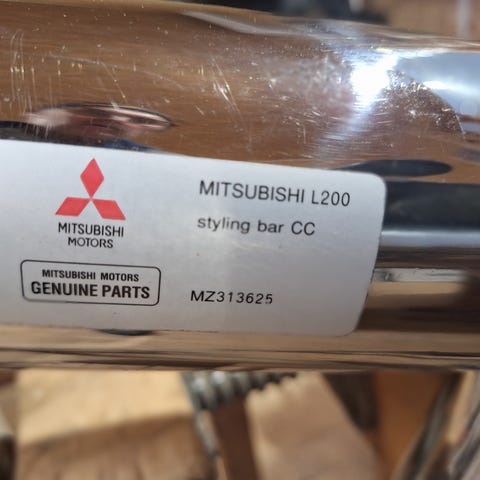 MITSUBISHI
MOTORS
MITSUBISHI MOTORS
GENUINE PARTS
MITSUBISHI L200
styling bar CC
MZ313625